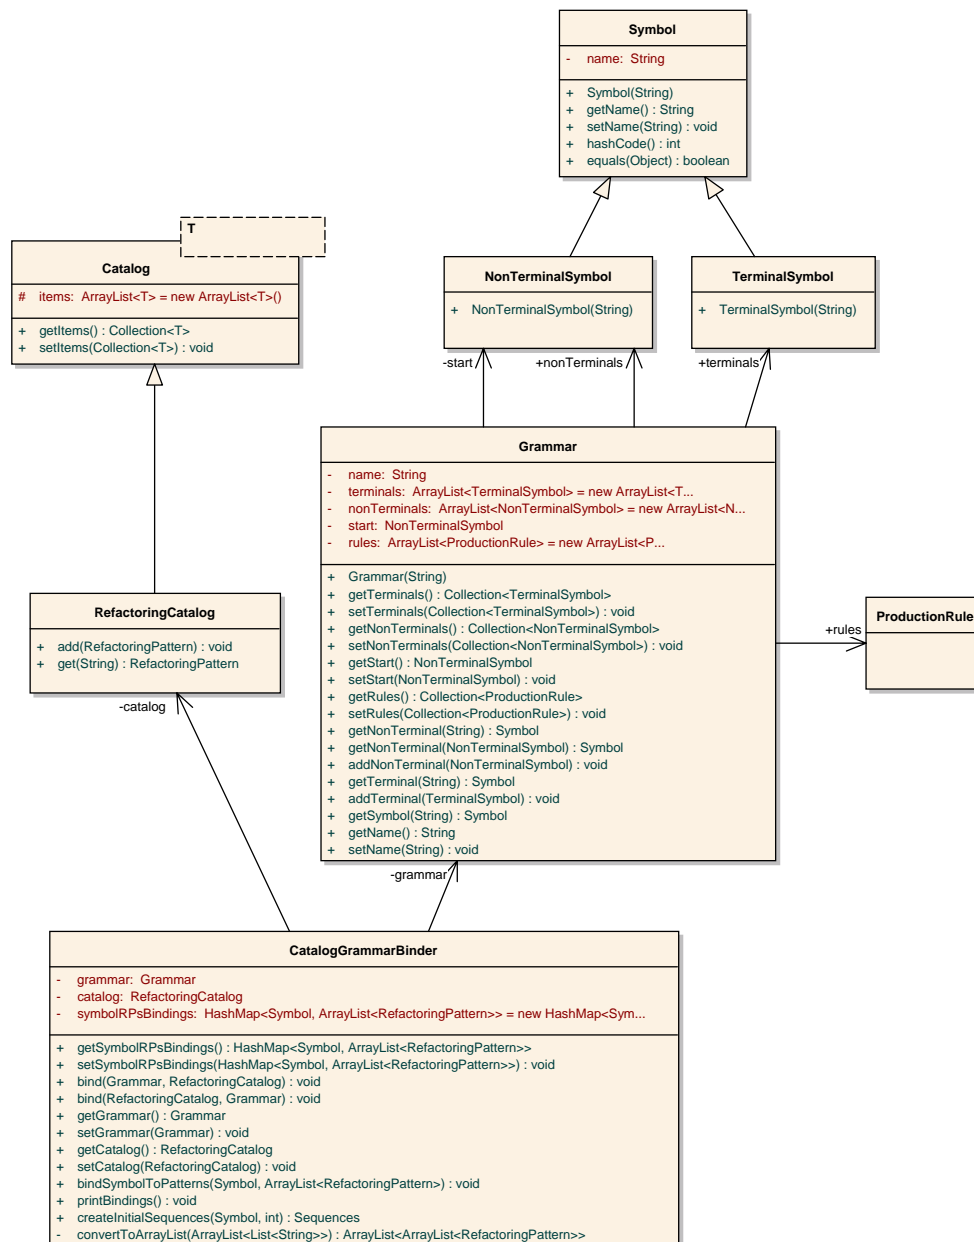 Symbol
- name: String
+ Symbol(String)
+ getName() : String
+ setName(String) : void
+ hashCode() : int
+ equals(Object) : boolean
T
Catalog
# items: ArrayList<T> = new ArrayList<T>()
+ getItems() : Collection<T>
+ setItems(Collection<T>) : void
NonTerminalSymbol
+ NonTerminalSymbol(String)
TerminalSymbol
+ TerminalSymbol(String)
-start
+nonTerminals
+terminals
Grammar
- name: String
- terminals: ArrayList<TerminalSymbol> = new ArrayList<T...
- nonTerminals: ArrayList<NonTerminalSymbol> = new ArrayList<N...
- start: NonTerminalSymbol
- rules: ArrayList<ProductionRule> = new ArrayList<P...
+ Grammar(String)
+ getTerminals() : Collection<TerminalSymbol>
+ setTerminals(Collection<TerminalSymbol>) : void
+ getNonTerminals() : Collection<NonTerminalSymbol>
+ setNonTerminals(Collection<NonTerminalSymbol>) : void
+ getStart() : NonTerminalSymbol
+ setStart(NonTerminalSymbol) : void
+ getRules() : Collection<ProductionRule>
+ setRules(Collection<ProductionRule>) : void
+ getNonTerminal(String) : Symbol
+ getNonTerminal(NonTerminalSymbol) : Symbol
+ addNonTerminal(NonTerminalSymbol) : void
+ getTerminal(String) : Symbol
+ addTerminal(TerminalSymbol) : void
+ getSymbol(String) : Symbol
+ getName() : String
+ setName(String) : void
RefactoringCatalog
+ add(RefactoringPattern) : void
+ get(String) : RefactoringPattern
+rules
ProductionRule
-catalog
-grammar
CatalogGrammarBinder
- grammar: Grammar
- catalog: RefactoringCatalog
- symbolRPsBindings: HashMap<Symbol, ArrayList<RefactoringPattern>> = new HashMap<Sym...
+ getSymbolRPsBindings() : HashMap<Symbol, ArrayList<RefactoringPattern>>
+ setSymbolRPsBindings(HashMap<Symbol, ArrayList<RefactoringPattern>>) : void
+ bind(Grammar, RefactoringCatalog) : void
+ bind(RefactoringCatalog, Grammar) : void
+ getGrammar() : Grammar
+ setGrammar(Grammar) : void
+ getCatalog() : RefactoringCatalog
+ setCatalog(RefactoringCatalog) : void
+ bindSymbolToPatterns(Symbol, ArrayList<RefactoringPattern>) : void
+ printBindings() : void
+ createInitialSequences(Symbol, int) : Sequences
- convertToArrayList(ArrayList<List<String>>) : ArrayList<ArrayList<RefactoringPattern>>